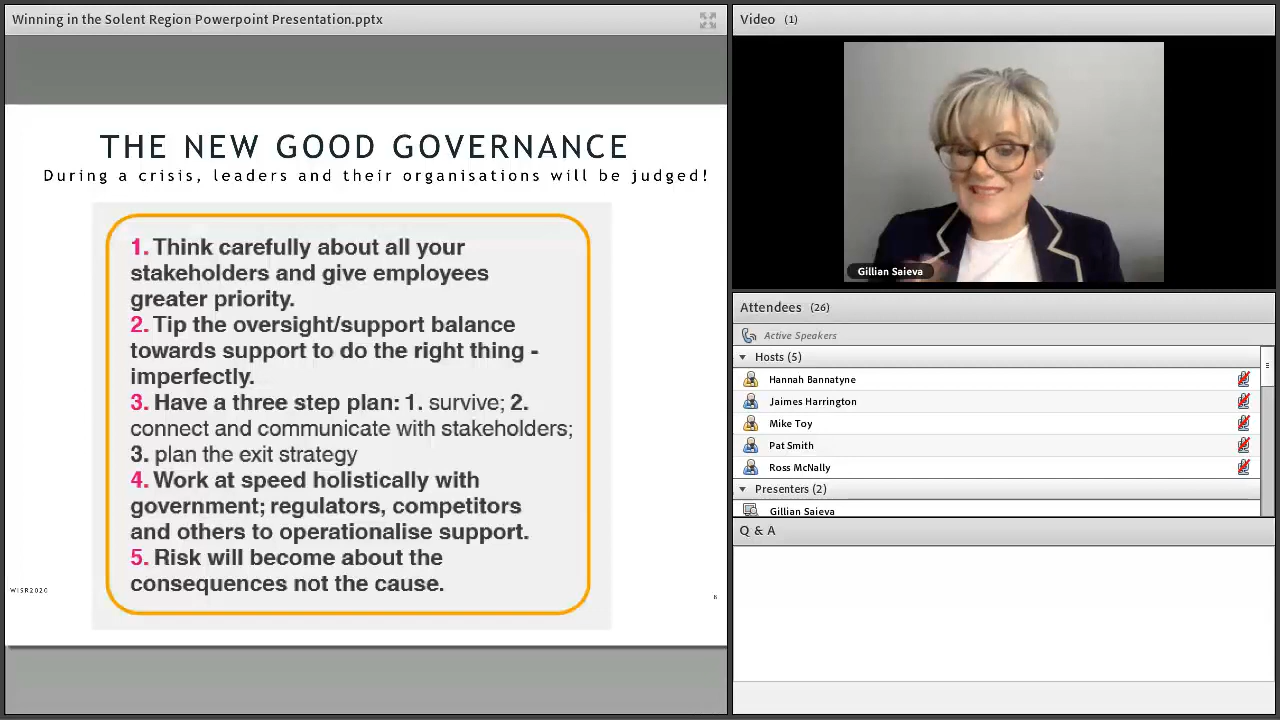 Winning in the Solent Region Powerpoint Presentation.pptx
THE NEW GOOD GOVERNANCE
During a crisis, leaders and their organisations will be judged!
1. Think carefully about all your
stakeholders and give employees
greater priority.
2. Tip the oversight/support balance
towards support to do the right thing -
imperfectly.
3. Have a three step plan: 1. survive; 2.
connect and communicate with stakeholders;
3. plan the exit strategy
4. Work at speed holistically with
government; regulators, competitors
and others to operationalise support.
5. Risk will become about the
consequences not the cause.
WISR2020
Video (1)
Gillian Saieva
Attendees (26)
Active Speakers
Hosts (5)
Hannah Bannatyne
Jaimes Harrington
Mike Toy
Pat Smith
Ross McNally
Presenters (2)
Gillian Saieva
Q & A